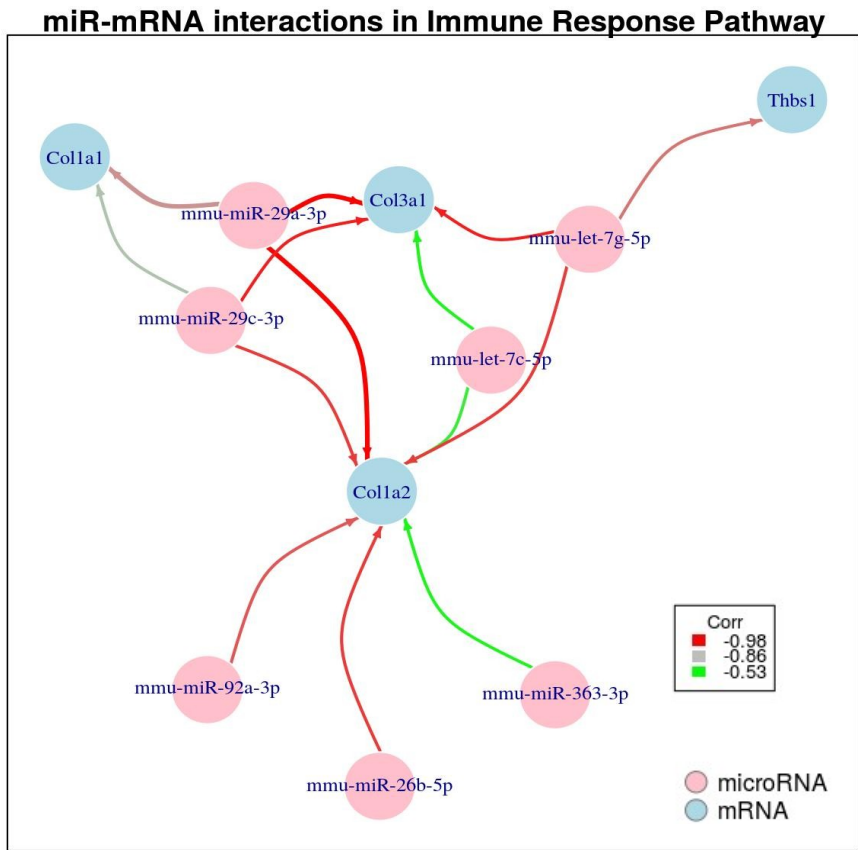 miR-mRNA interactions in Immune Response Pathway
Thbs1
Col1a1
Col3a1
mmu-miR-29a-3p
mmu-let-7g-5p
mmu-miR-29c-3p
mmu-let-7c-5p
Col1a2
Corr
-0.98
-0.86
-0.53
mmu-miR-92a-3p
mmu-miR-363-3p
mmu-miR-26b-5p
microRNA
mRNA